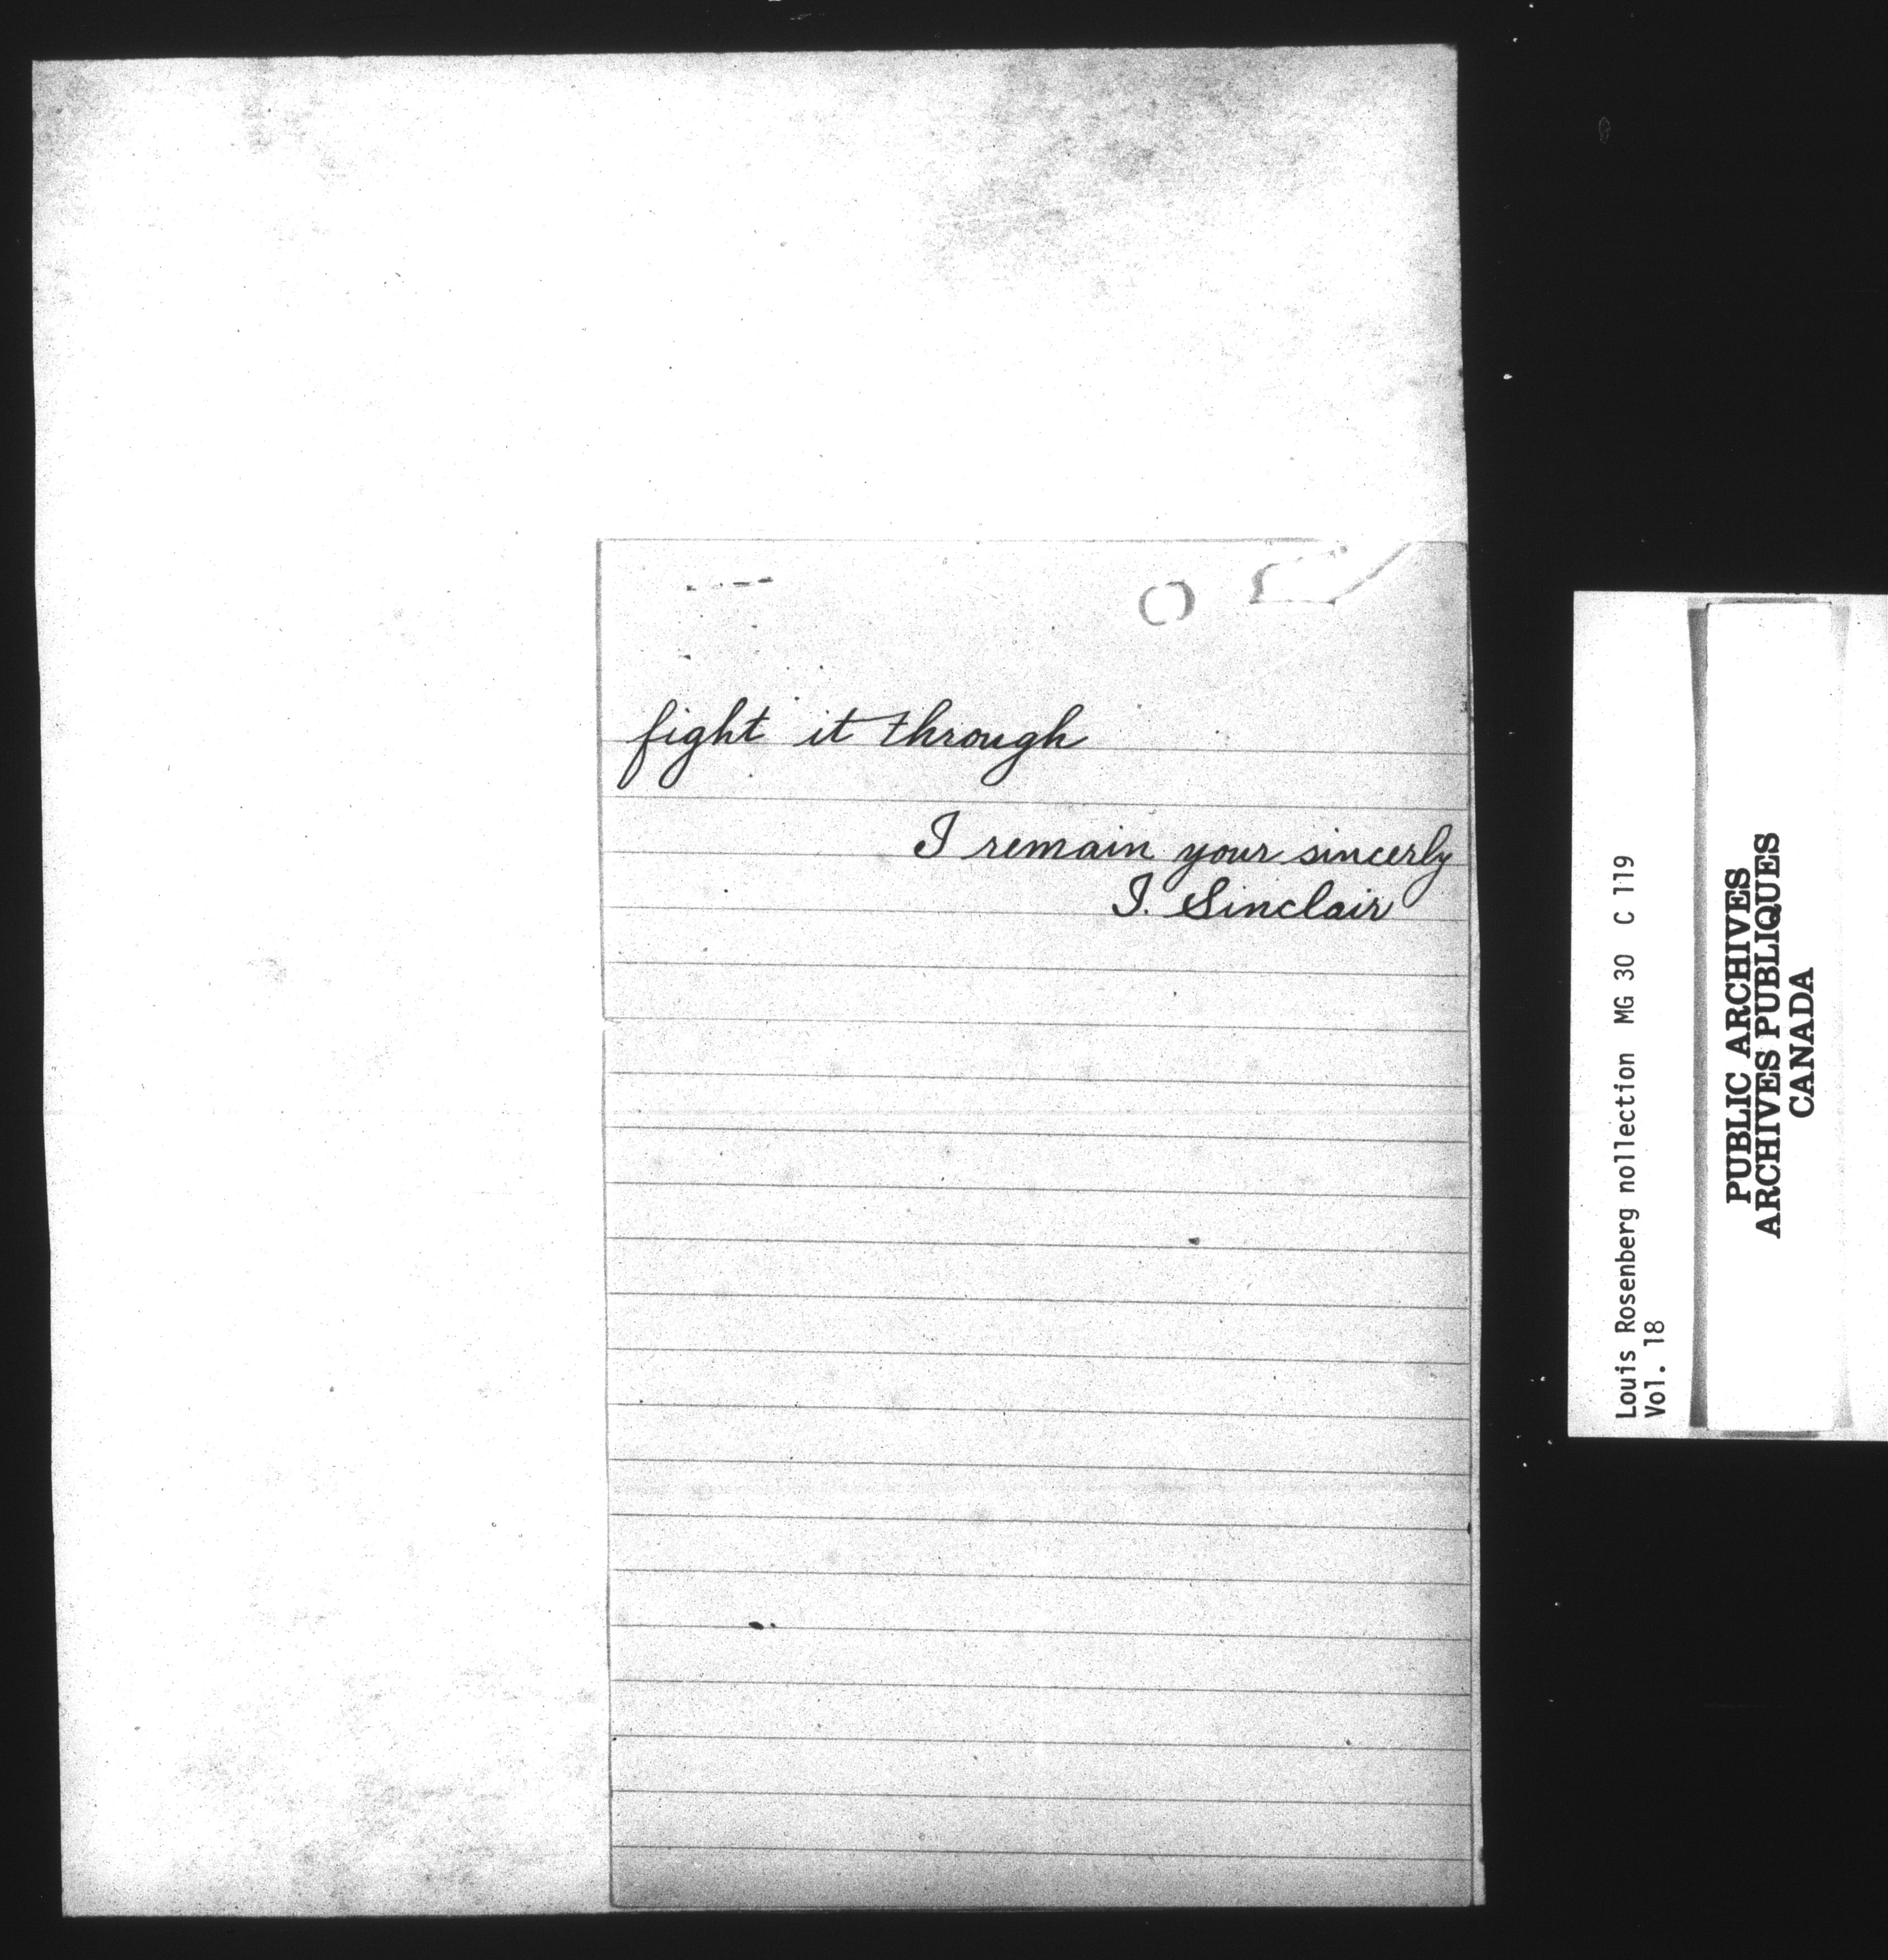 fight it through
I remain your sincerly
I. Sinclair
Louis Rosenberg nollection MG 30 C 119
Vol. 18
PUBLIC ARCHIVES
ARCHIVES PUBLIQUES
CANADA